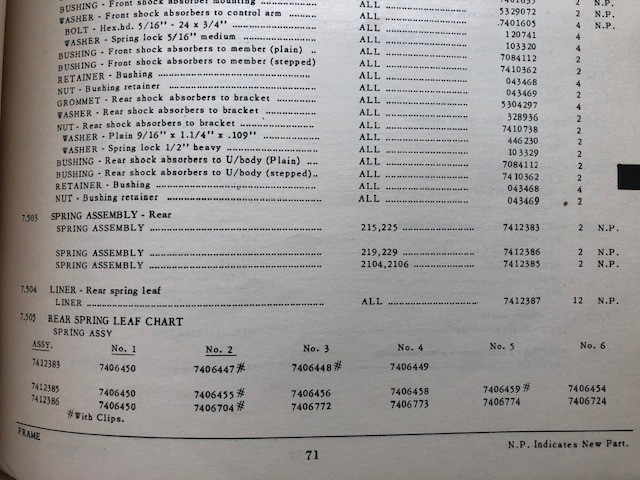 BUSHING - Front shock absorber mounting ALL 7401605 2 N.P.
WASHER - Front shock absorbers to control arm ALL 5329072 2 N.P.
BOLT - Hex.hd. 5/16" - 24 x 3/4" ALL .7401605 4 N.P.
WASHER - Spring lock 5/16" medium ALL 120741 4
BUSHING - Front shock absorbers to member (plain) ALL 103320 4
BUSHING - Front shock absorbers to member (stepped) ALL 7084112 2
RETAINER - Bushing ALL 7410362 2
NUT - Bushing retainer ALL 043468 4
GROMMET - Rear shock absorbers to bracket ALL 043469 2
WASHER - Rear shock absorbers to bracket ALL 5304297 4
NUT - Rear shock absorbers to bracket ALL 328936 2
WASHER - Plain 9/16" x 1.1/4" x .109" ALL 7410738 2
WASHER - Spring lock 1/2" heavy ALL 446230 2
BUSHING - Rear shock absorbers to U/body (Plain) ALL 103329 2
BUSHING - Rear shock absorbers to U/body (stepped) ALL 7084112 2
RETAINER - Bushing ALL 7410362 2
NUT - Bushing retainer ALL 043468 4
ALL 043469 2
7.503 SPRING ASSEMBLY - Rear
SPRING ASSEMBLY 215,225 7412383 2 N.P.
SPRING ASSEMBLY 219,229 7412386 2 N.P.
SPRING ASSEMBLY 2104,2106 7412385 2 N.P.
7.504 LINER - Rear spring leaf
LINER ALL 7412387 12 N.P.
7.505 REAR SPRING LEAF CHART
SPRING ASSY
ASSY. No. 1 No. 2 No. 3 No. 4 No. 5 No. 6
7412383 7406450 7406447# 7406448# 7406449
7412385 7406450 7406455# 7406456 7406458 7406459# 7406454
7412386 7406450 7406704# 7406772 7406773 7406774 7406724
#With Clips.
FRAME
N.P. Indicates New Part.
71